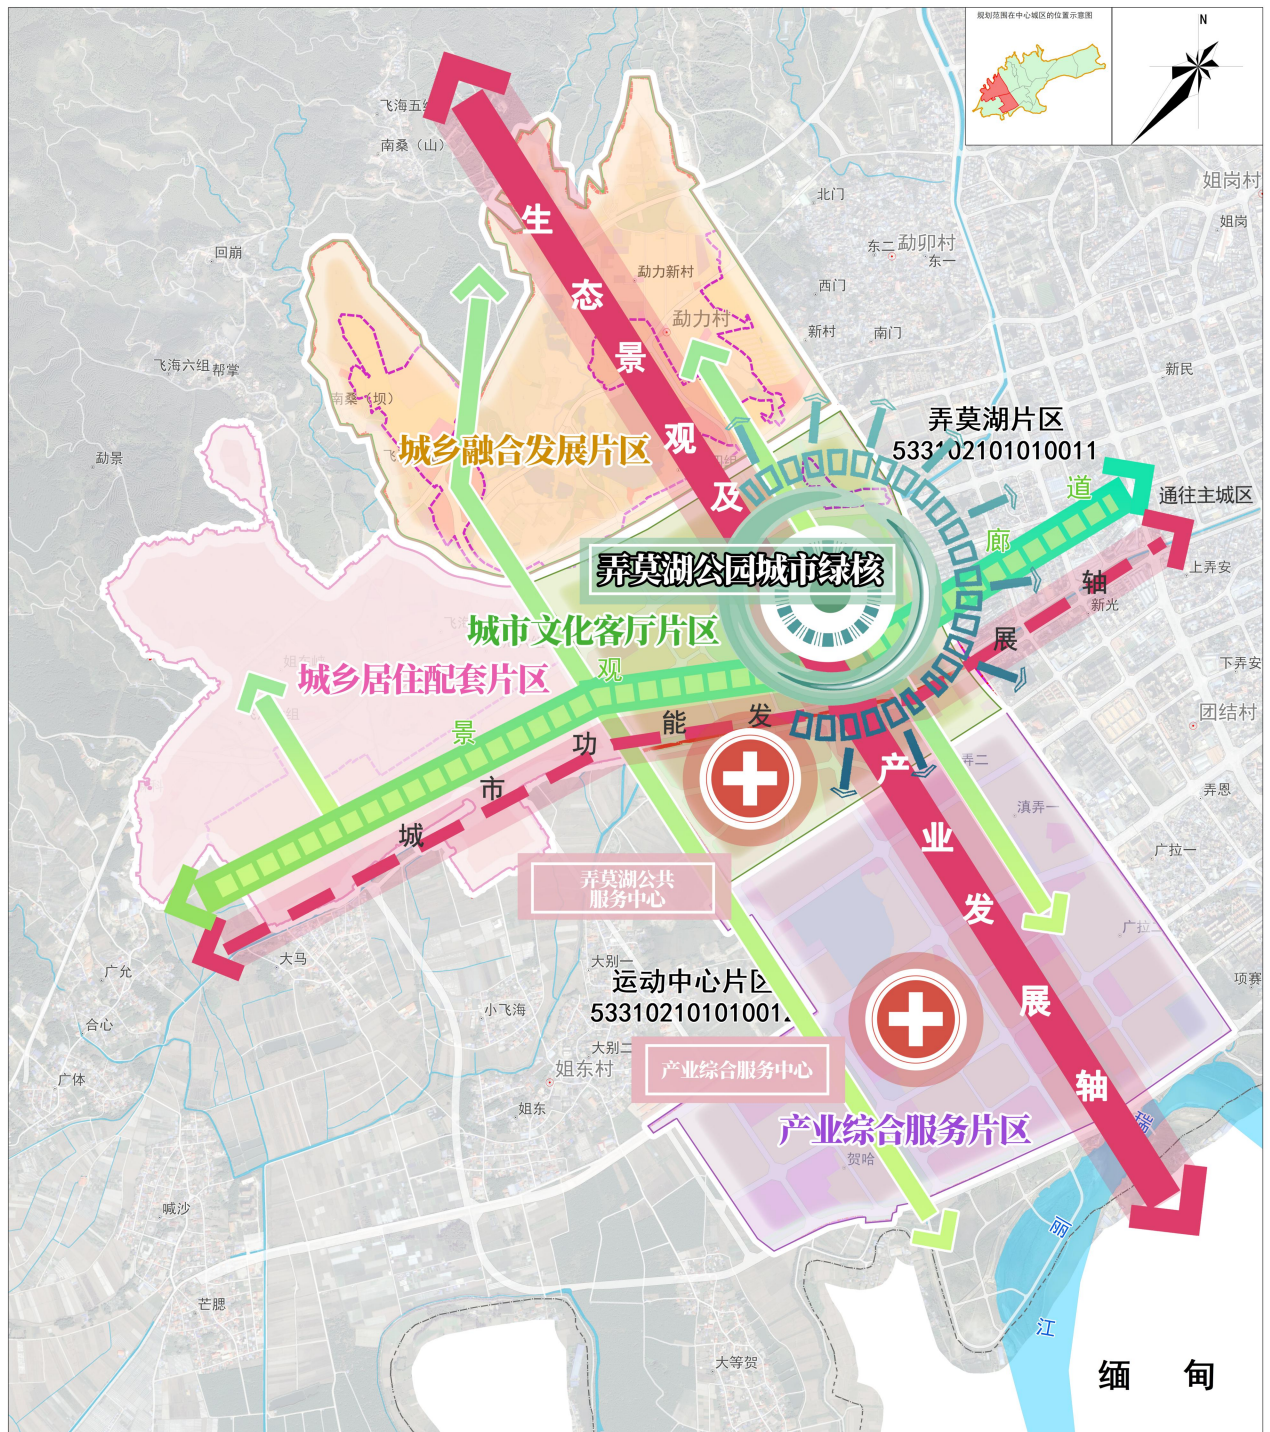 规划范围在中心城区的位置示意图
N
飞海五组
南桑（山）
姐岗村
姐岗
北门
东二
勐卯村
东一
回崩
生态景观及产业发展轴
勐力新村
勐力村
西门
新村
南门
飞海六组
帮掌
南桑（坝）
新民
勐景
城乡融合发展片区
弄莫湖片区
533102101010011
通往主城区
景观廊道
弄莫湖公园城市绿核
上弄安
新光
城市文化客厅片区
城乡居住配套片区
下弄安
团结村
城市功能发展轴
弄二
滇弄一
弄恩
广拉一
弄莫湖公共
服务中心
广拉二
大马
广允
大别一
运动中心片区
533102101010012
项赛
小飞海
合心
大别二
姐东村
产业综合服务中心
广体
姐东
产业综合服务片区
贺哈
瑞丽江
喊沙
芒腮
大等贺
缅甸